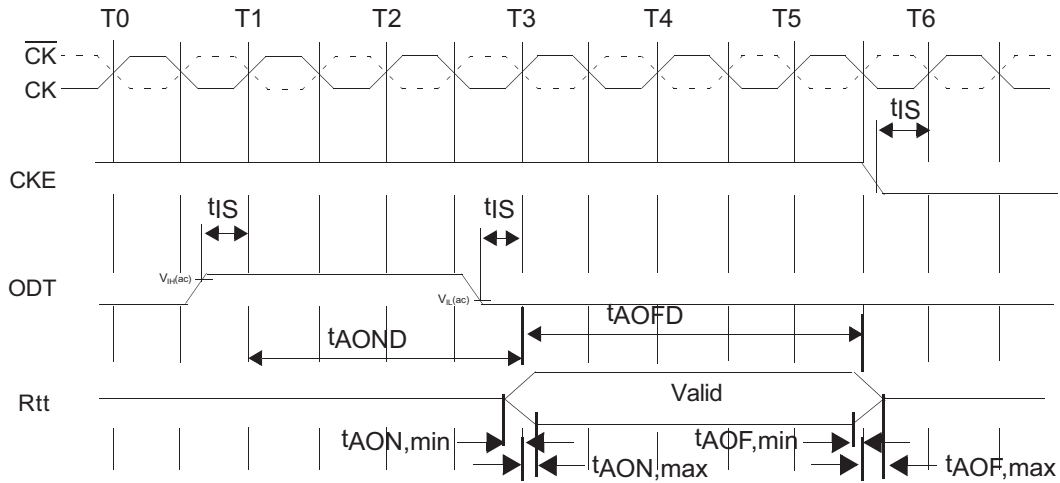 T0 T1 T2 T3 T4 T5 T6
CK
CK
tIS
CKE
tIS tIS
VIH(ac)
ODT
VIL(ac)
tAOND tAOFD
Rtt Valid
tAON,min tAOF,min
tAON,max tAOF,max